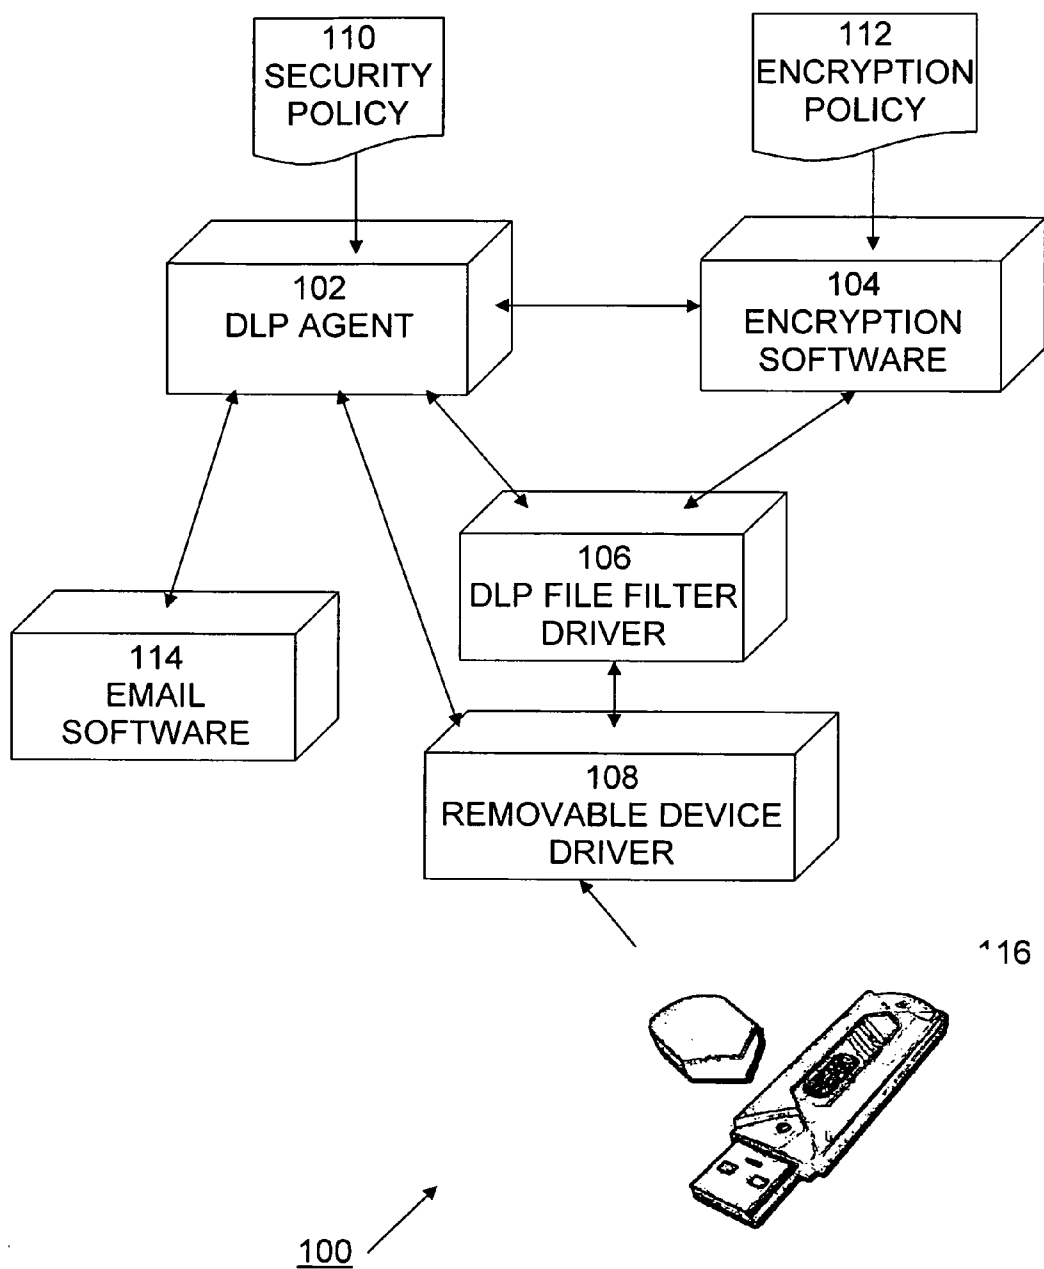 110
SECURITY
POLICY
112
ENCRYPTION
POLICY
102
DLP AGENT
104
ENCRYPTION
SOFTWARE
106
DLP FILE FILTER
DRIVER
114
EMAIL
SOFTWARE
108
REMOVABLE DEVICE
DRIVER
116
100